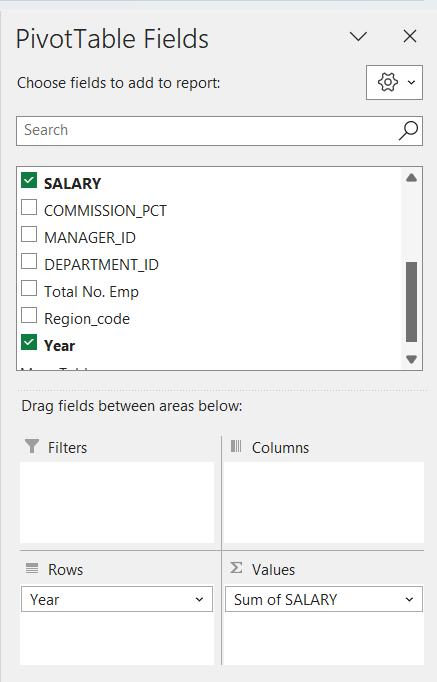 PivotTable Fields
Choose fields to add to report:
Search
SALARY
COMMISSION_PCT
MANAGER_ID
DEPARTMENT_ID
Total No. Emp
Region_code
Year
Drag fields between areas below:
Filters
Columns
Rows
Values
Year
Sum of SALARY